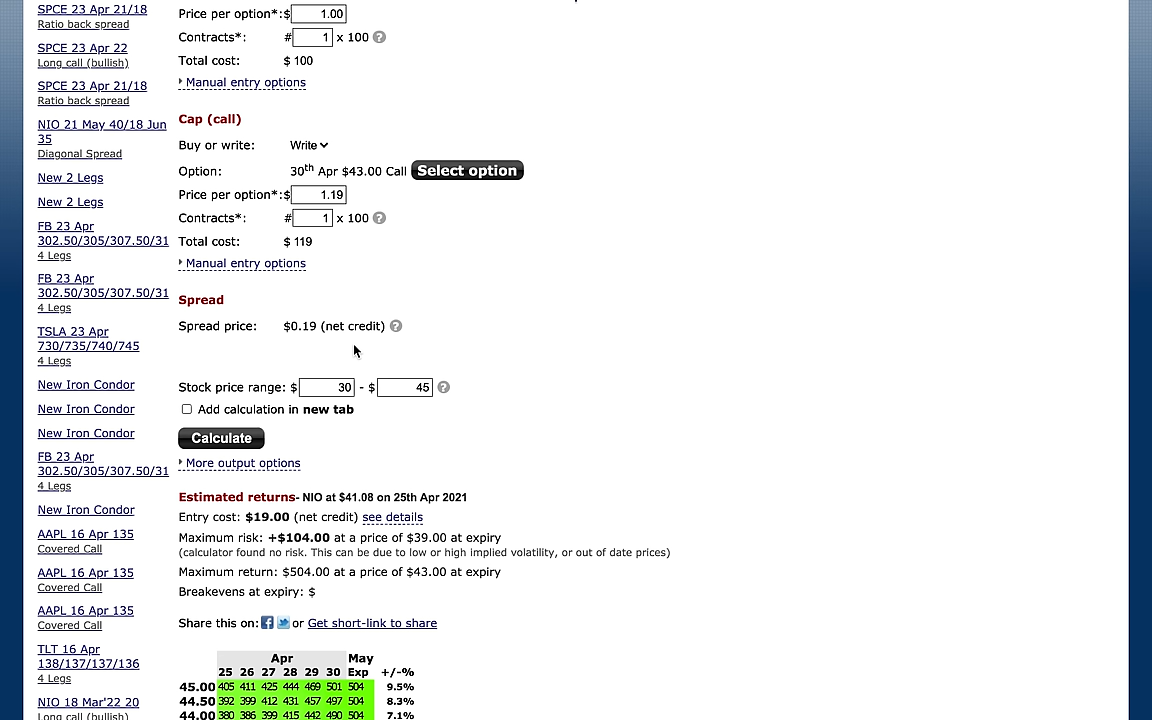 SPCE 23 Apr 21/18
Ratio back spread
SPCE 23 Apr 22
Long call (bullish)
SPCE 23 Apr 21/18
Ratio back spread
NIO 21 May 40/18 Jun
35
Diagonal Spread
New 2 Legs
New 2 Legs
FB 23 Apr
302.50/305/307.50/31
4 Legs
FB 23 Apr
302.50/305/307.50/31
4 Legs
TSLA 23 Apr
730/735/740/745
4 Legs
New Iron Condor
New Iron Condor
New Iron Condor
FB 23 Apr
302.50/305/307.50/31
4 Legs
New Iron Condor
AAPL 16 Apr 135
Covered Call
AAPL 16 Apr 135
Covered Call
AAPL 16 Apr 135
Covered Call
TLT 16 Apr
138/137/137/136
4 Legs
NIO 18 Mar'22 20
Long call (bullish)
Price per option*:$ 1.00
Contracts*: # 1 x 100 ?
Total cost: $ 100
Manual entry options
Cap (call)
Buy or write: Write
Option: 30th Apr $43.00 Call Select option
Price per option*:$ 1.19
Contracts*: # 1 x 100 ?
Total cost: $ 119
Manual entry options
Spread
Spread price: $0.19 (net credit) ?
Stock price range: $ 30 - $ 45 ?
Add calculation in new tab
Calculate
More output options
Estimated returns- NIO at $41.08 on 25th Apr 2021
Entry cost: $19.00 (net credit) see details
Maximum risk: +$104.00 at a price of $39.00 at expiry
(calculator found no risk. This can be due to low or high implied volatility, or out of date prices)
Maximum return: $504.00 at a price of $43.00 at expiry
Breakevens at expiry: $
Share this on: or Get short-link to share
Apr May
25 26 27 28 29 30 Exp +/-%
45.00 405 411 425 444 469 501 504 9.5%
44.50 392 399 412 431 457 497 504 8.3%
44.00 380 386 399 415 442 490 504 7.1%